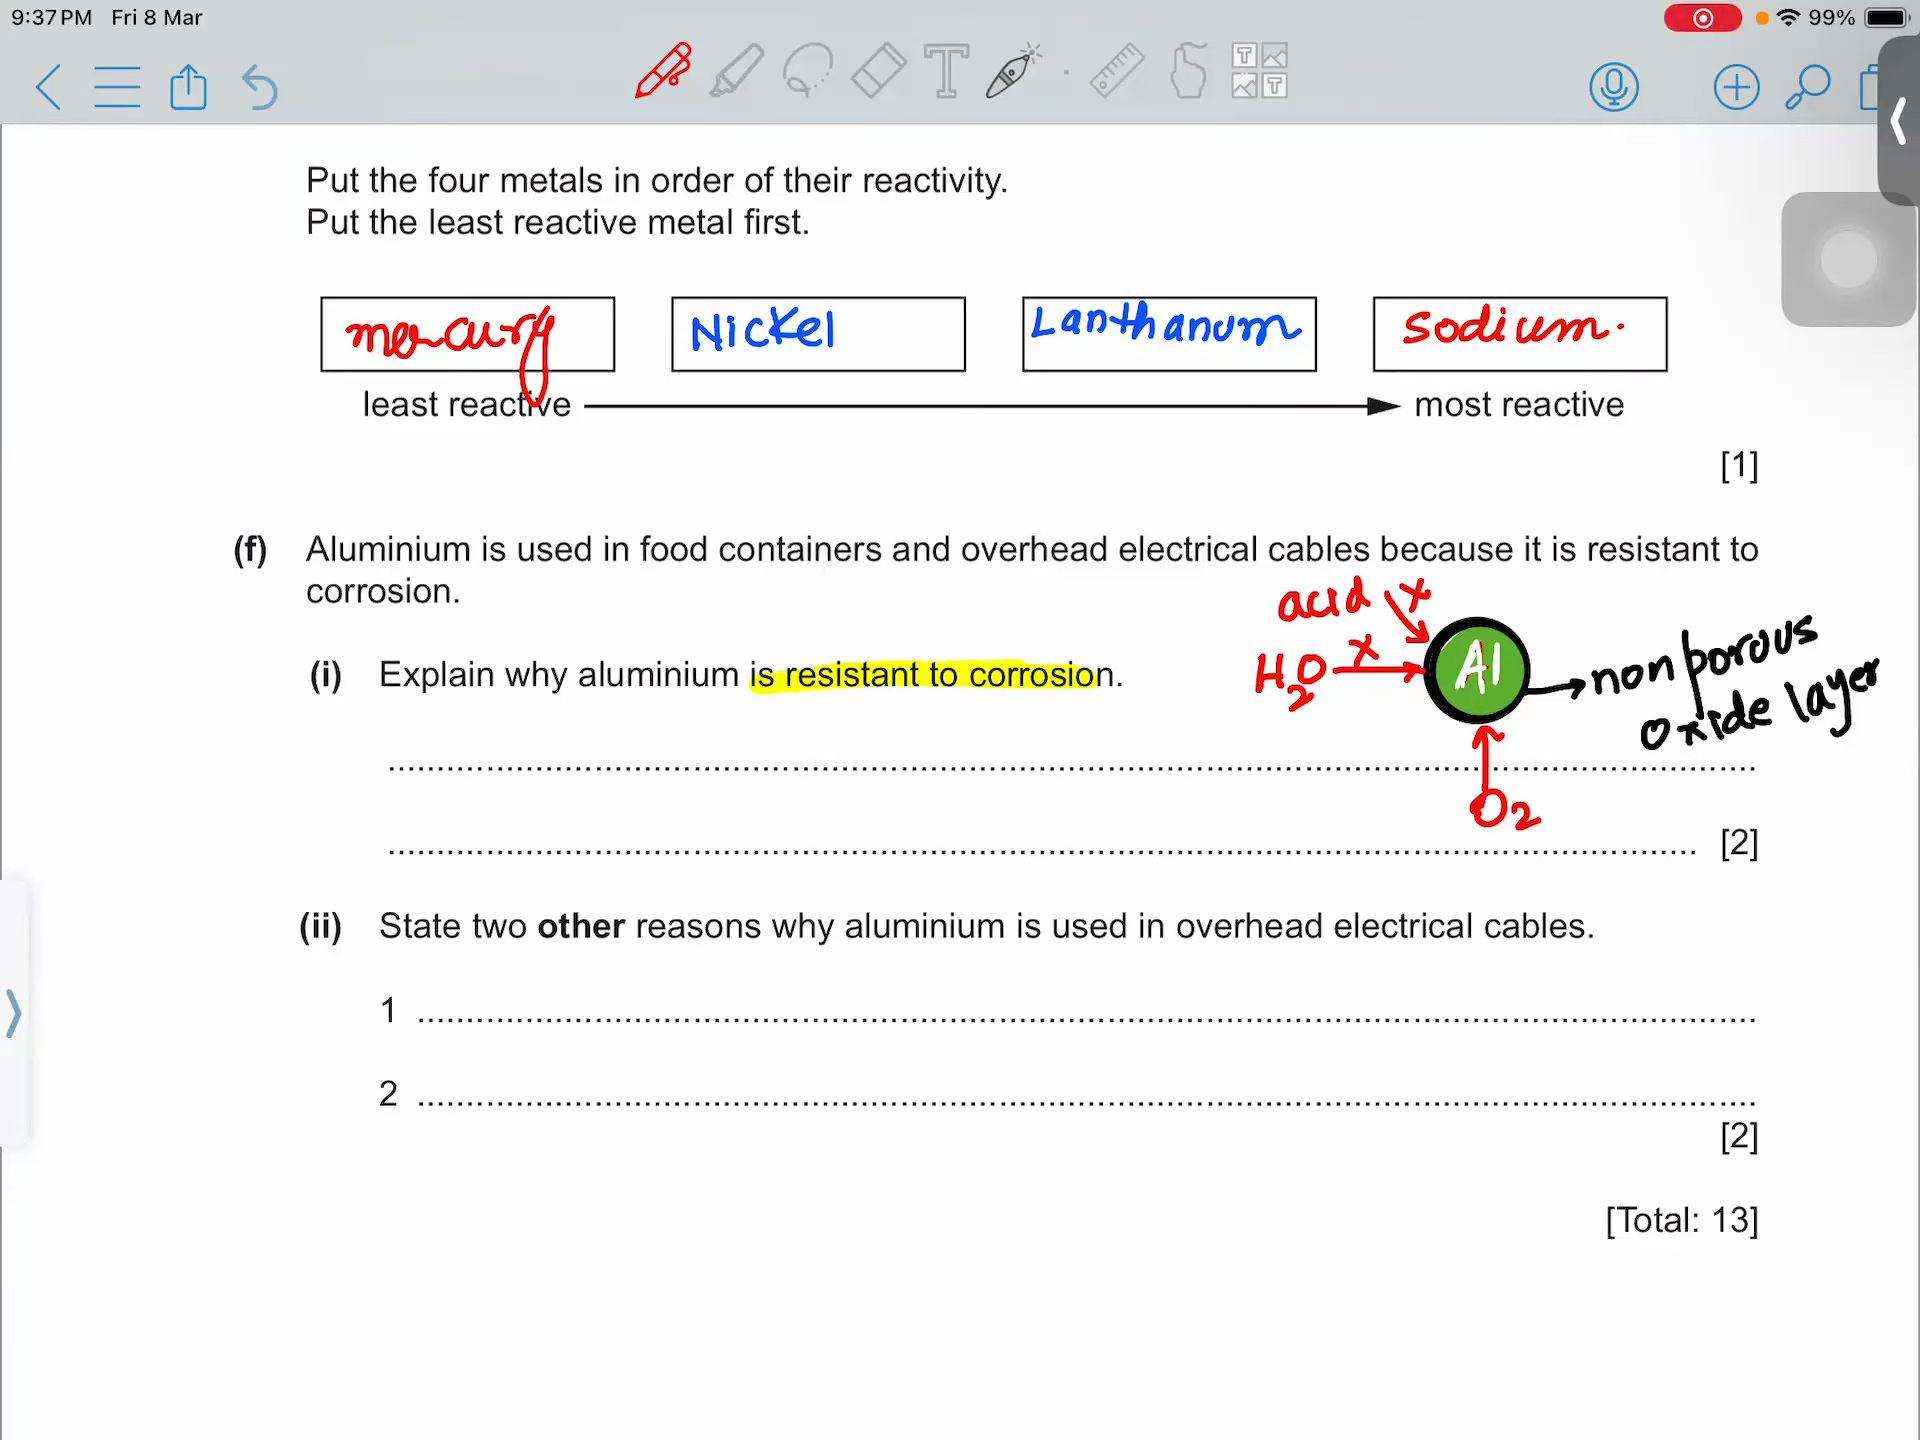 9:37PM Fri 8 Mar
99%
Put the four metals in order of their reactivity.
Put the least reactive metal first.
mercury Nickel Lanthanum Sodium.
least reactive most reactive
[1]
(f) Aluminium is used in food containers and overhead electrical cables because it is resistant to
corrosion.
acid x
(i) Explain why aluminium is resistant to corrosion.
H2O x Al non porous
oxide layer
O2
[2]
(ii) State two other reasons why aluminium is used in overhead electrical cables.
1
2
[2]
[Total: 13]